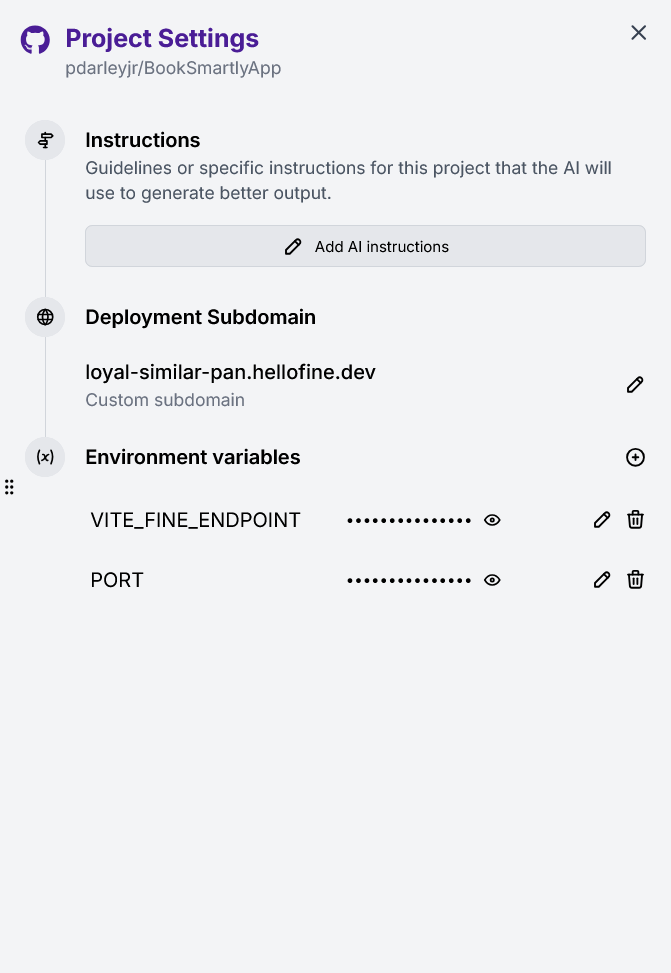 Project Settings
pdarleyjr/BookSmartlyApp
Instructions
Guidelines or specific instructions for this project that the AI will
use to generate better output.
Add AI instructions
Deployment Subdomain
loyal-similar-pan.hellofine.dev
Custom subdomain
(x) Environment variables
VITE_FINE_ENDPOINT •••••••••••••••
PORT •••••••••••••••